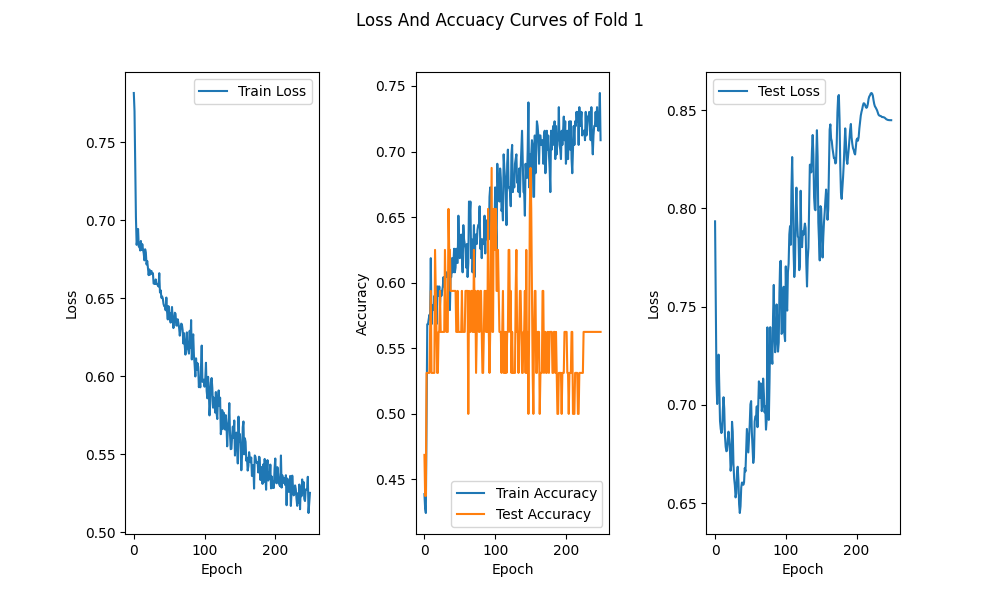 Loss And Accuacy Curves of Fold 1
Train Loss
0.75
0.70
0.65
0.60
0.55
0.50
Loss
0
100
200
Epoch
0.75
0.70
0.65
0.60
0.55
0.50
0.45
Accuracy
Train Accuracy
Test Accuracy
0
100
200
Epoch
Test Loss
0.85
0.80
0.75
0.70
0.65
Loss
0
100
200
Epoch